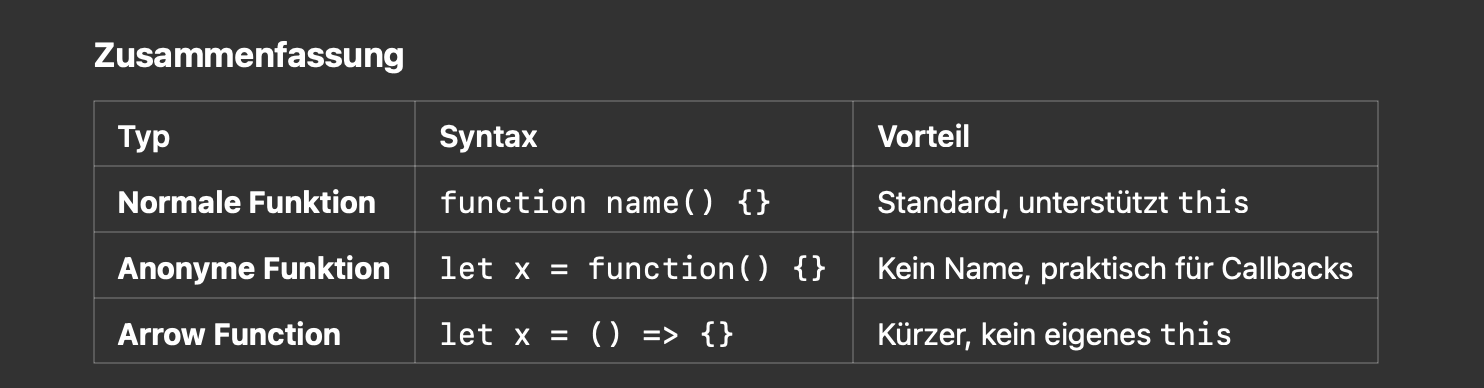 Zusammenfassung
Typ Syntax Vorteil
Normale Funktion function name() {} Standard, unterstützt this
Anonyme Funktion let x = function() {} Kein Name, praktisch für Callbacks
Arrow Function let x = () => {} Kürzer, kein eigenes this